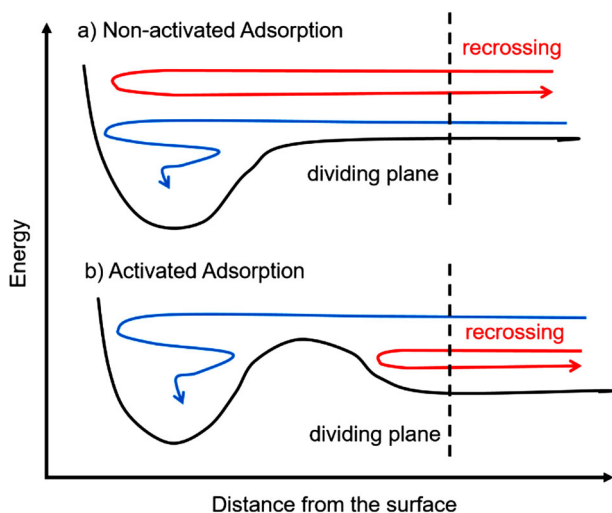 a) Non-activated Adsorption
recrossing
dividing plane
Energy
b) Activated Adsorption
recrossing
dividing plane
Distance from the surface